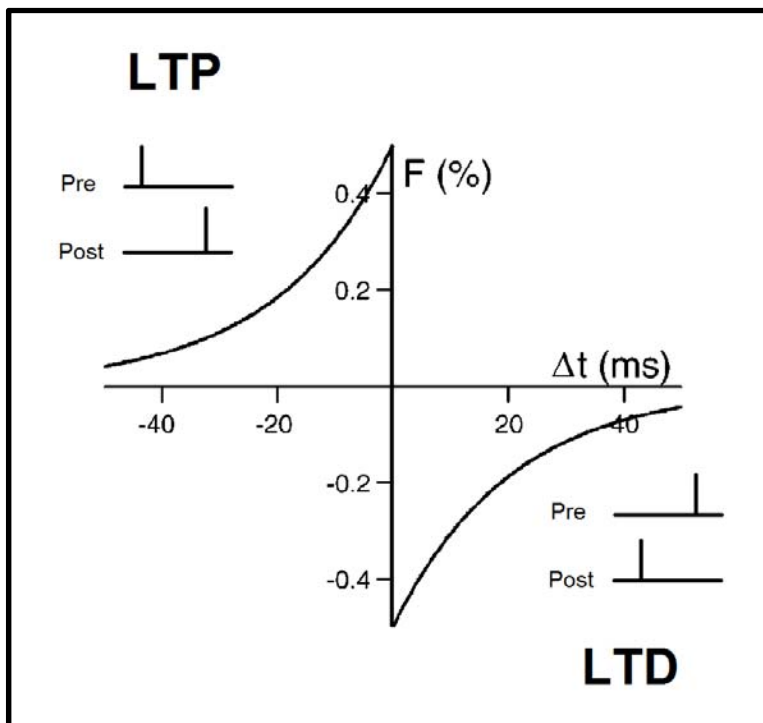 LTP
Pre
Post
F (%)
0.4
0.2
Δt (ms)
-40
-20
20
40
-0.2
-0.4
Pre
Post
LTD